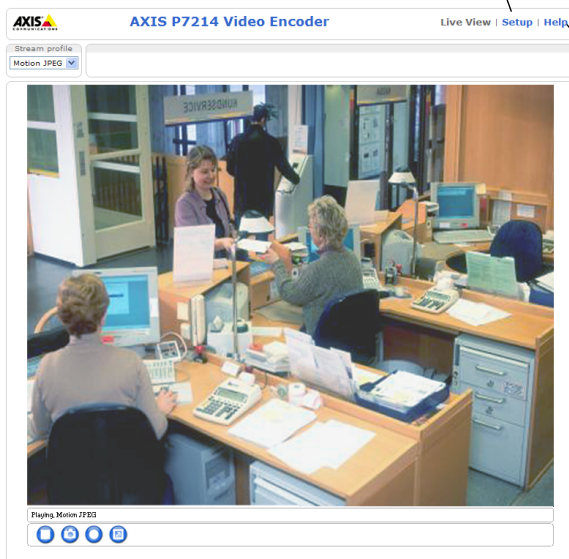 AXIS
COMMUNICATIONS
AXIS P7214 Video Encoder
Live View | Setup | Help
Stream profile
Motion JPEG
KUNDSERVICE
Playing, Motion JPEG